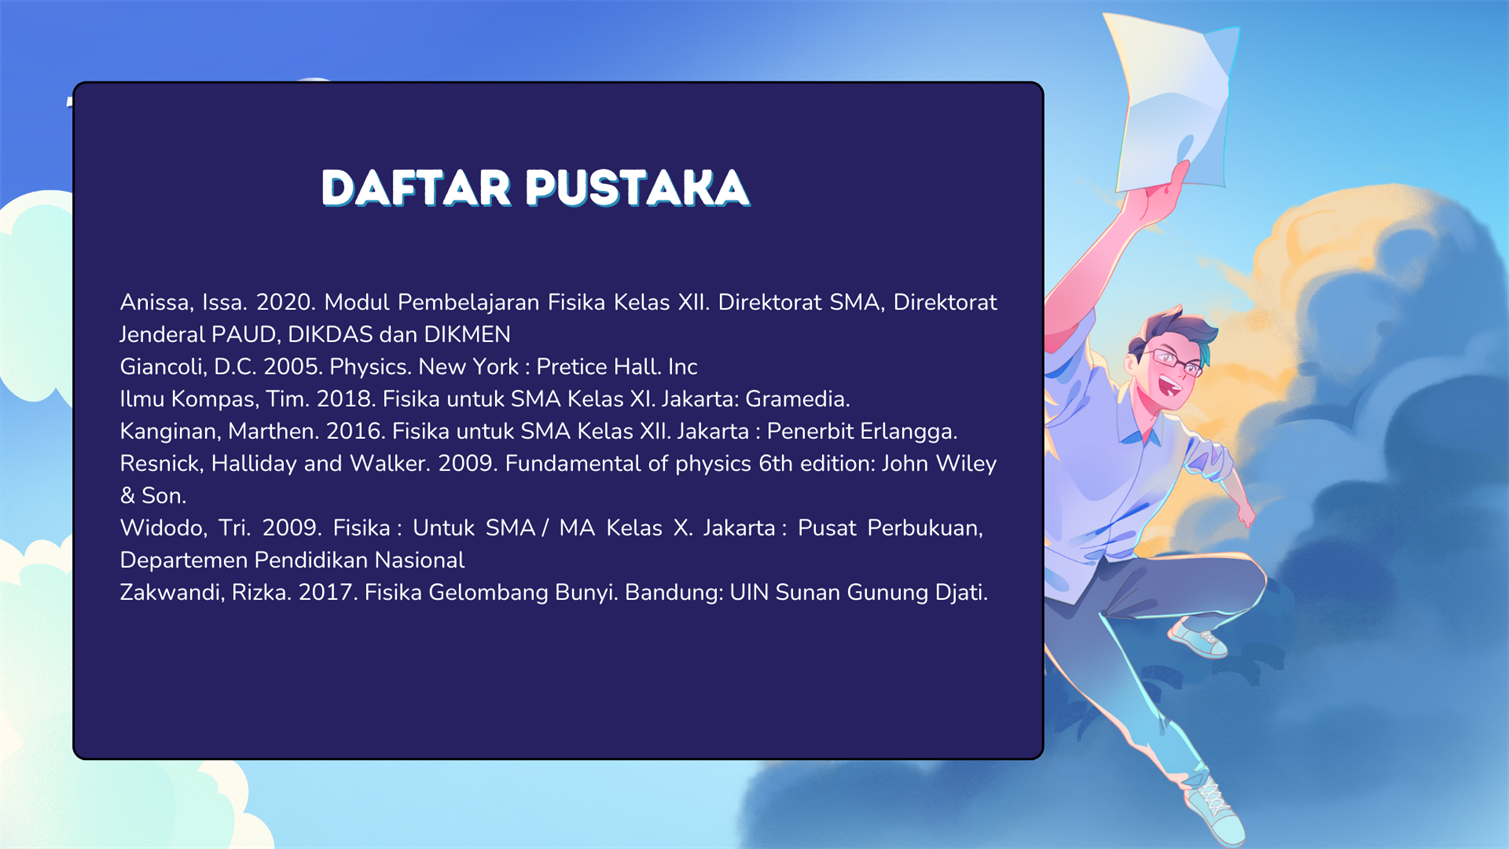 DAFTAR PUSTAKA
Anissa, Issa. 2020. Modul Pembelajaran Fisika Kelas XII. Direktorat SMA, Direktorat
Jenderal PAUD, DIKDAS dan DIKMEN
Giancoli, D.C. 2005. Physics. New York : Pretice Hall. Inc
Ilmu Kompas, Tim. 2018. Fisika untuk SMA Kelas XI. Jakarta: Gramedia.
Kanginan, Marthen. 2016. Fisika untuk SMA Kelas XII. Jakarta : Penerbit Erlangga.
Resnick, Halliday and Walker. 2009. Fundamental of physics 6th edition: John Wiley
& Son.
Widodo, Tri. 2009. Fisika : Untuk SMA / MA Kelas X. Jakarta : Pusat Perbukuan,
Departemen Pendidikan Nasional
Zakwandi, Rizka. 2017. Fisika Gelombang Bunyi. Bandung: UIN Sunan Gunung Djati.